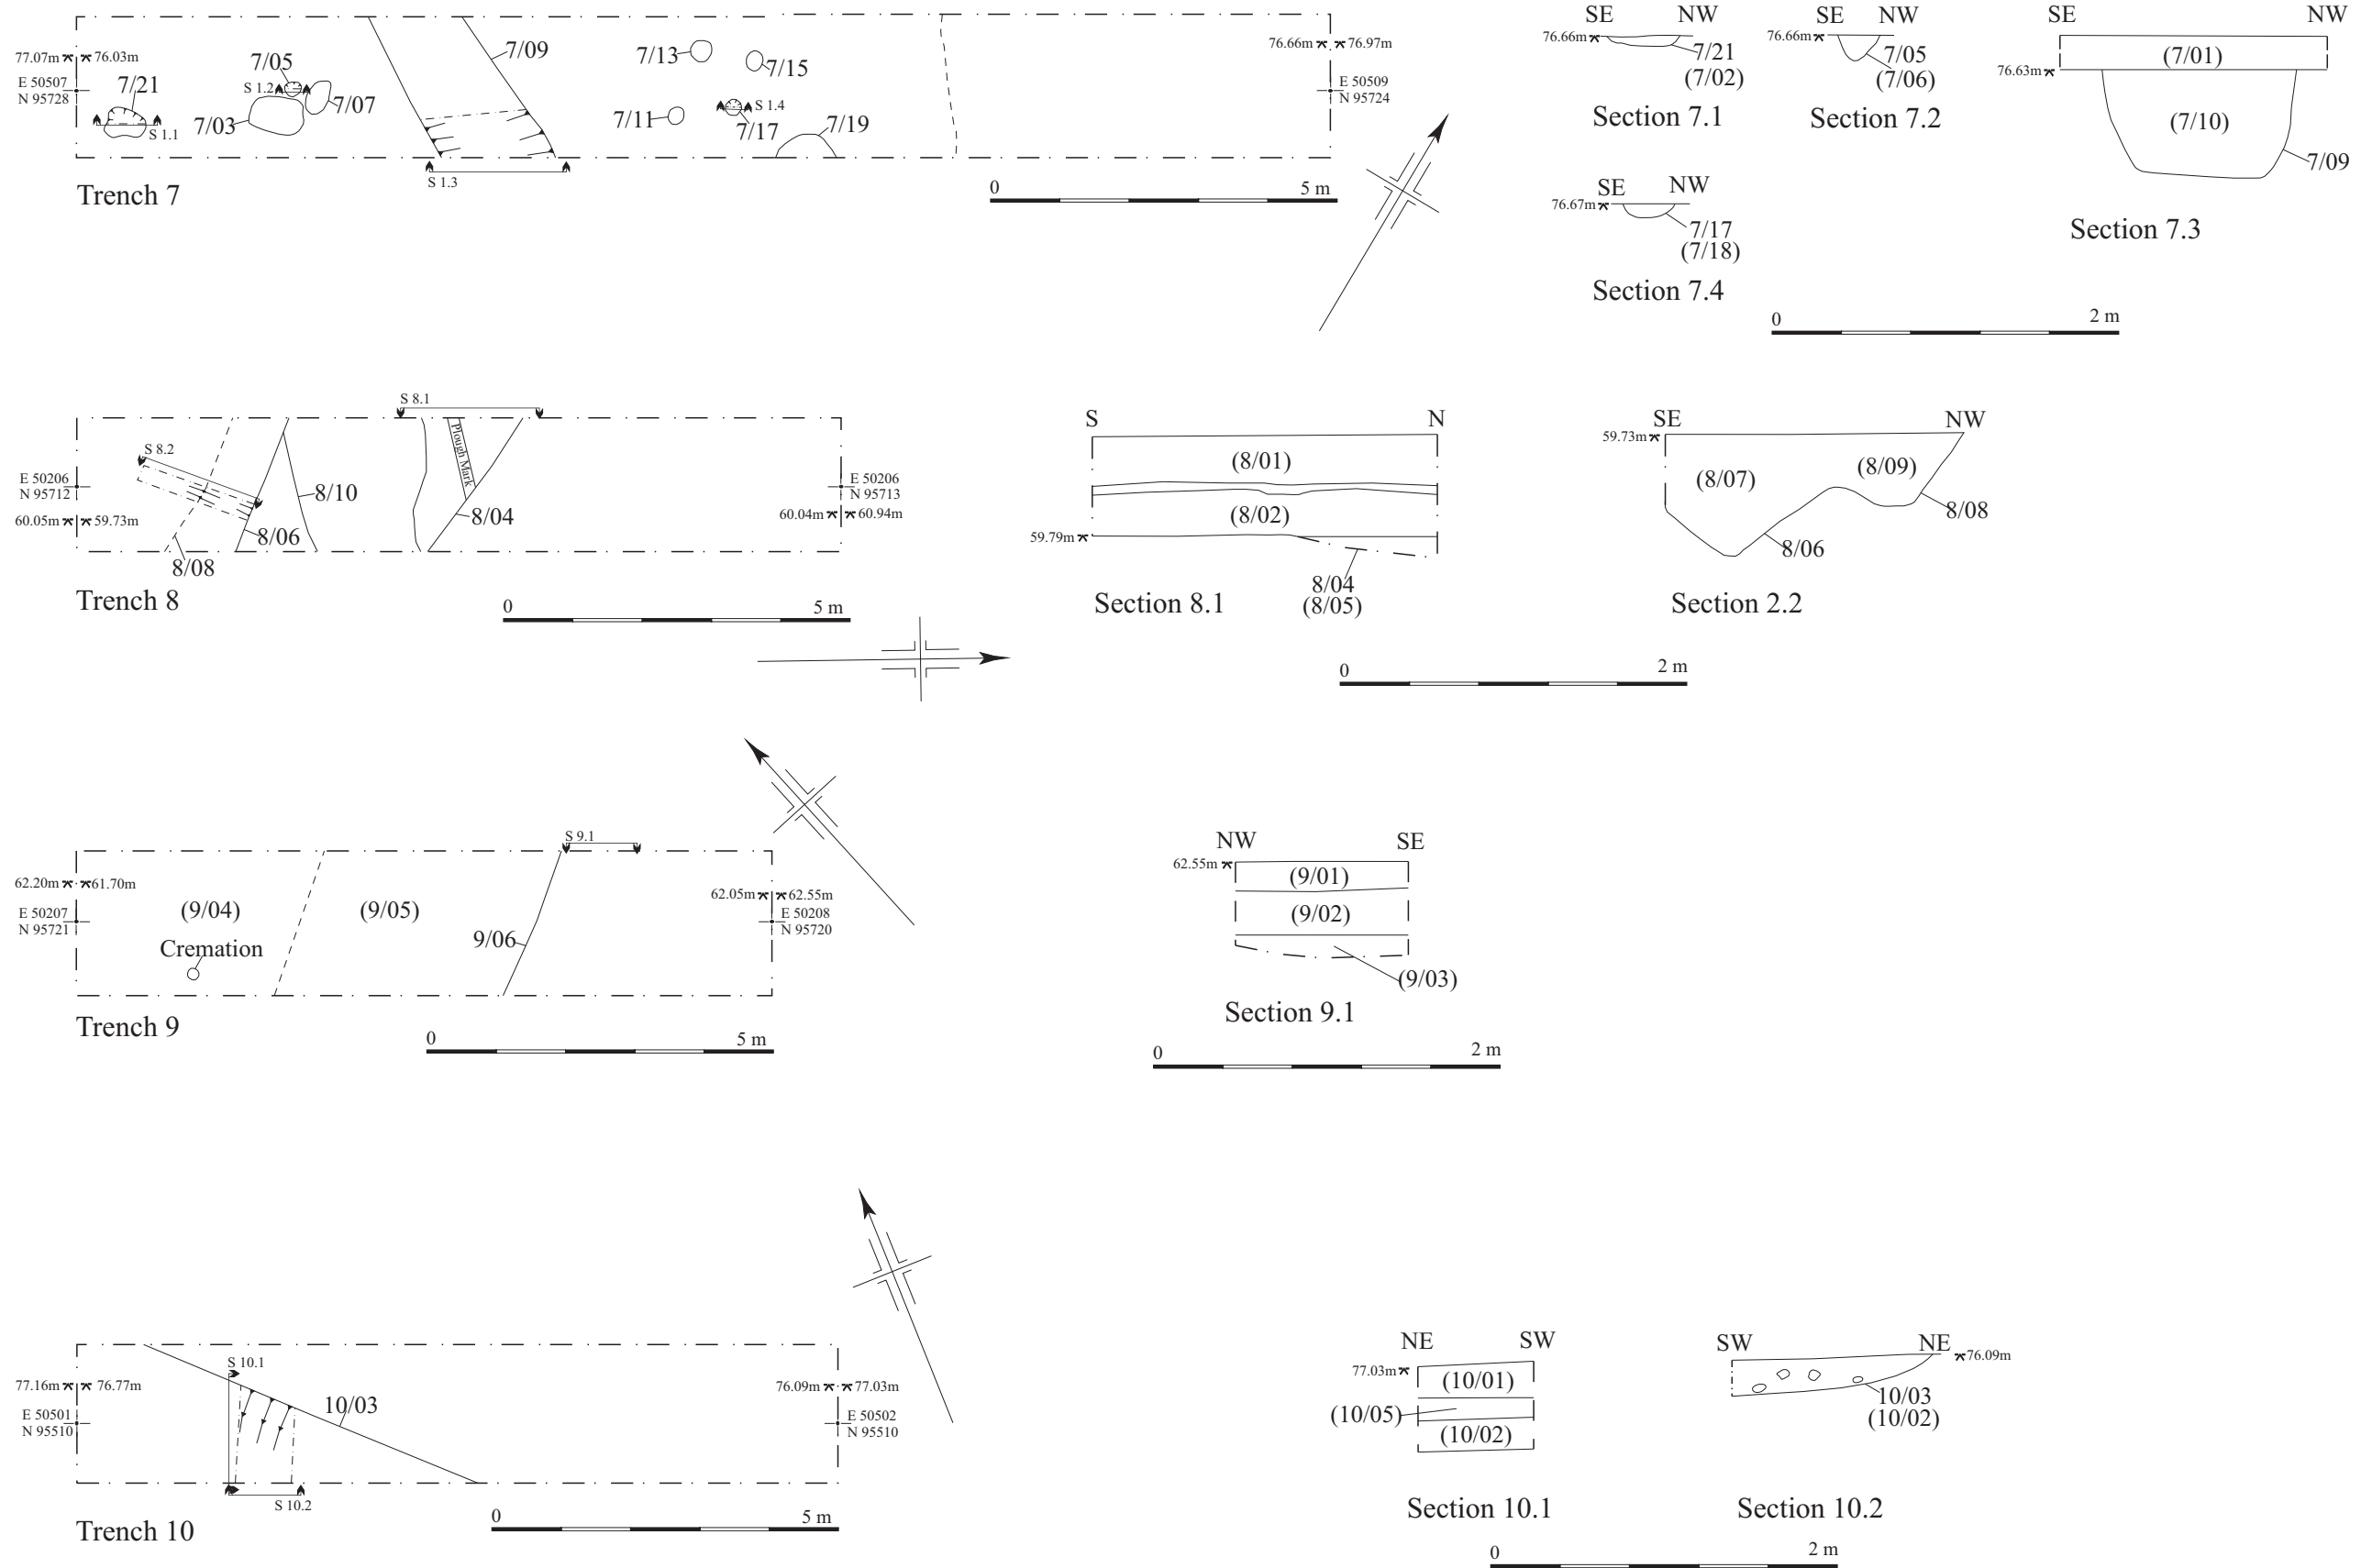 77.07m 76.03m
E 50507
N 95728
7/21
S 1.1
7/05
S 1.2
7/03
7/07
7/09
S 1.3
7/13
7/15
7/11
S 1.4
7/17
7/19
76.66m 76.97m
E 50509
N 95724
Trench 7
0 5 m
SE NW
76.66m
7/21
(7/02)
Section 7.1
SE NW
76.66m
7/05
(7/06)
Section 7.2
SE NW
(7/01)
76.63m
(7/10)
7/09
Section 7.3
SE NW
76.67m
7/17
(7/18)
Section 7.4
0 2 m
S 8.1
S 8.2
Plough Mark
E 50206
N 95712
60.05m 59.73m
8/10
8/04
8/06
8/08
E 50206
N 95713
60.04m 60.94m
Trench 8
0 5 m
S N
(8/01)
(8/02)
59.79m
8/04
(8/05)
Section 8.1
SE NW
59.73m
(8/07)
(8/09)
8/08
8/06
Section 2.2
0 2 m
S 9.1
62.20m 61.70m
E 50207
N 95721
(9/04)
(9/05)
Cremation
9/06
62.05m 62.55m
E 50208
N 95720
Trench 9
0 5 m
NW SE
62.55m
(9/01)
(9/02)
(9/03)
Section 9.1
0 2 m
S 10.1
77.16m 76.77m
E 50501
N 95510
10/03
76.09m 77.03m
E 50502
N 95510
S 10.2
Trench 10
0 5 m
NE SW
77.03m
(10/01)
(10/05)
(10/02)
Section 10.1
SW NE
76.09m
10/03
(10/02)
Section 10.2
0 2 m